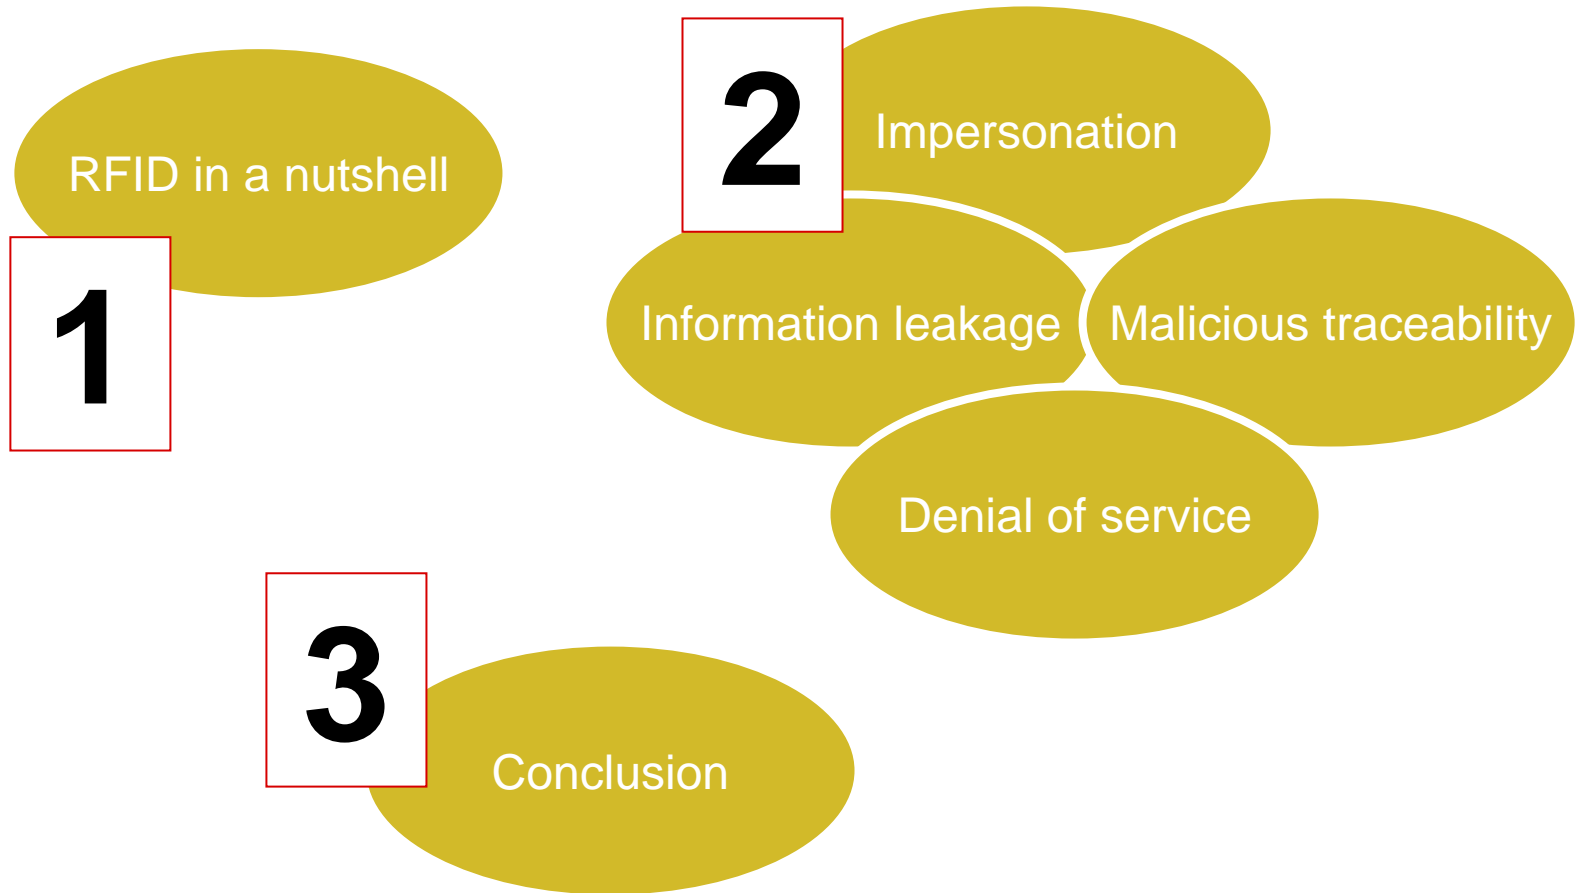 1
RFID in a nutshell
2
Impersonation
Information leakage
Malicious traceability
Denial of service
3
Conclusion